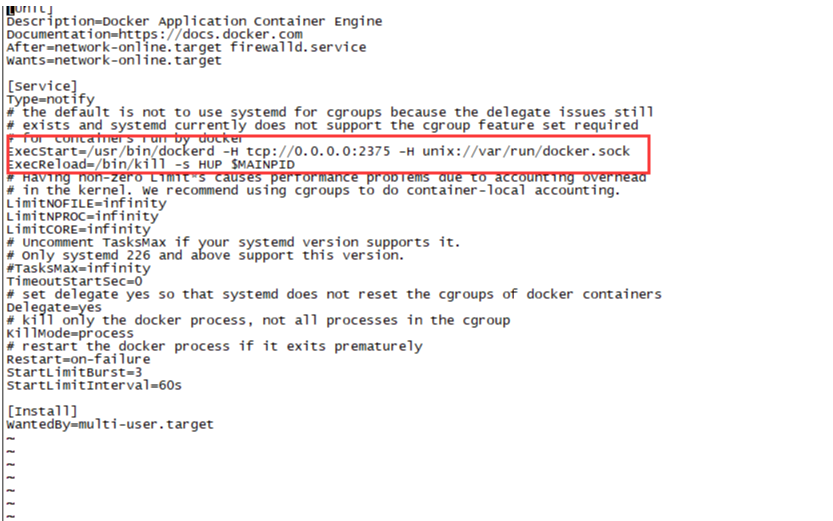 [Unit]
Description=Docker Application Container Engine
Documentation=https://docs.docker.com
After=network-online.target firewalld.service
Wants=network-online.target
[Service]
Type=notify
# the default is not to use systemd for cgroups because the delegate issues still
# exists and systemd currently does not support the cgroup feature set required
# for containers run by docker
ExecStart=/usr/bin/dockerd -H tcp://0.0.0.0:2375 -H unix://var/run/docker.sock
ExecReload=/bin/kill -s HUP $MAINPID
# Having non-zero Limit*s causes performance problems due to accounting overhead
# in the kernel. We recommend using cgroups to do container-local accounting.
LimitNOFILE=infinity
LimitNPROC=infinity
LimitCORE=infinity
# Uncomment TasksMax if your systemd version supports it.
# Only systemd 226 and above support this version.
#TasksMax=infinity
TimeoutStartSec=0
# set delegate yes so that systemd does not reset the cgroups of docker containers
Delegate=yes
# kill only the docker process, not all processes in the cgroup
KillMode=process
# restart the docker process if it exits prematurely
Restart=on-failure
StartLimitBurst=3
StartLimitInterval=60s
[Install]
WantedBy=multi-user.target
~
~
~
~
~
~
~